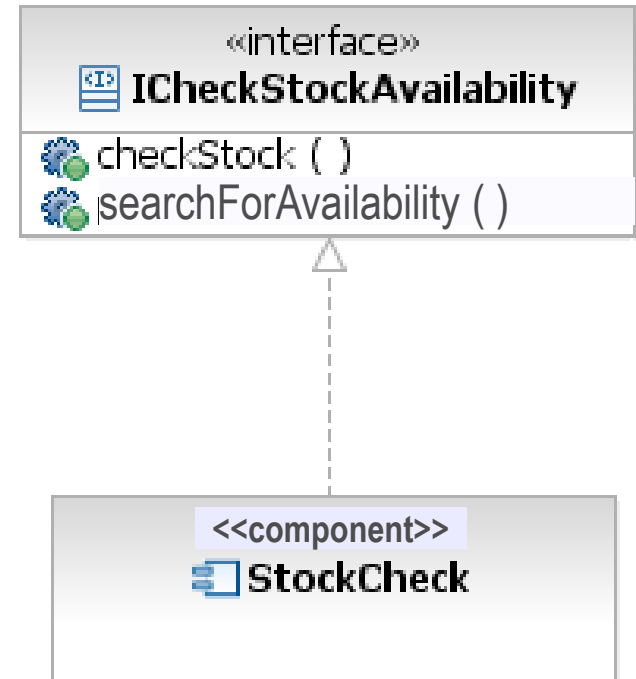 «interface»
ICheckStockAvailability
checkStock ( )
searchForAvailability ( )
<<component>>
StockCheck